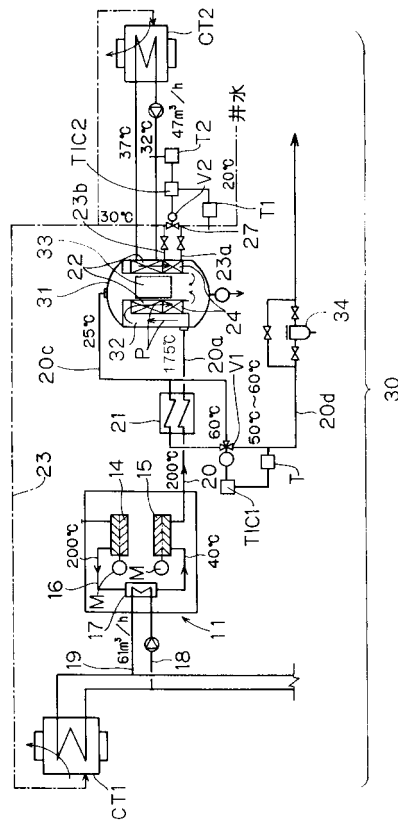 CT2
37℃
32℃
47m³/h
T2
TIC2
V2
井水
20℃
T1
27
23b
30℃
33
22
31
23a
24
32
P
25℃
20c
175℃
20a
21
60℃
V1
50℃~60℃
20d
34
20
200℃
TIC1
T
23
200℃
14
15
16
M
M
17
40℃
11
61m³/h
19
18
CT1
30